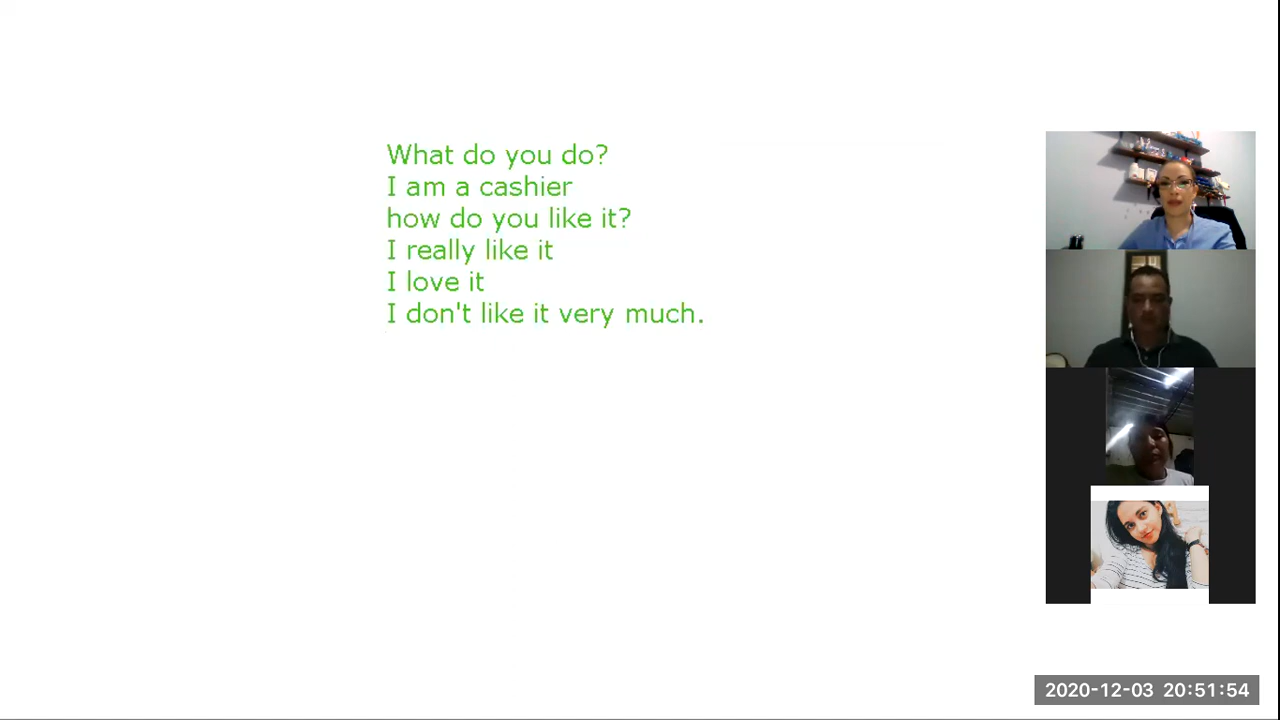 What do you do?
I am a cashier
how do you like it?
I really like it
I love it
I don't like it very much.
2020-12-03 20:51:54